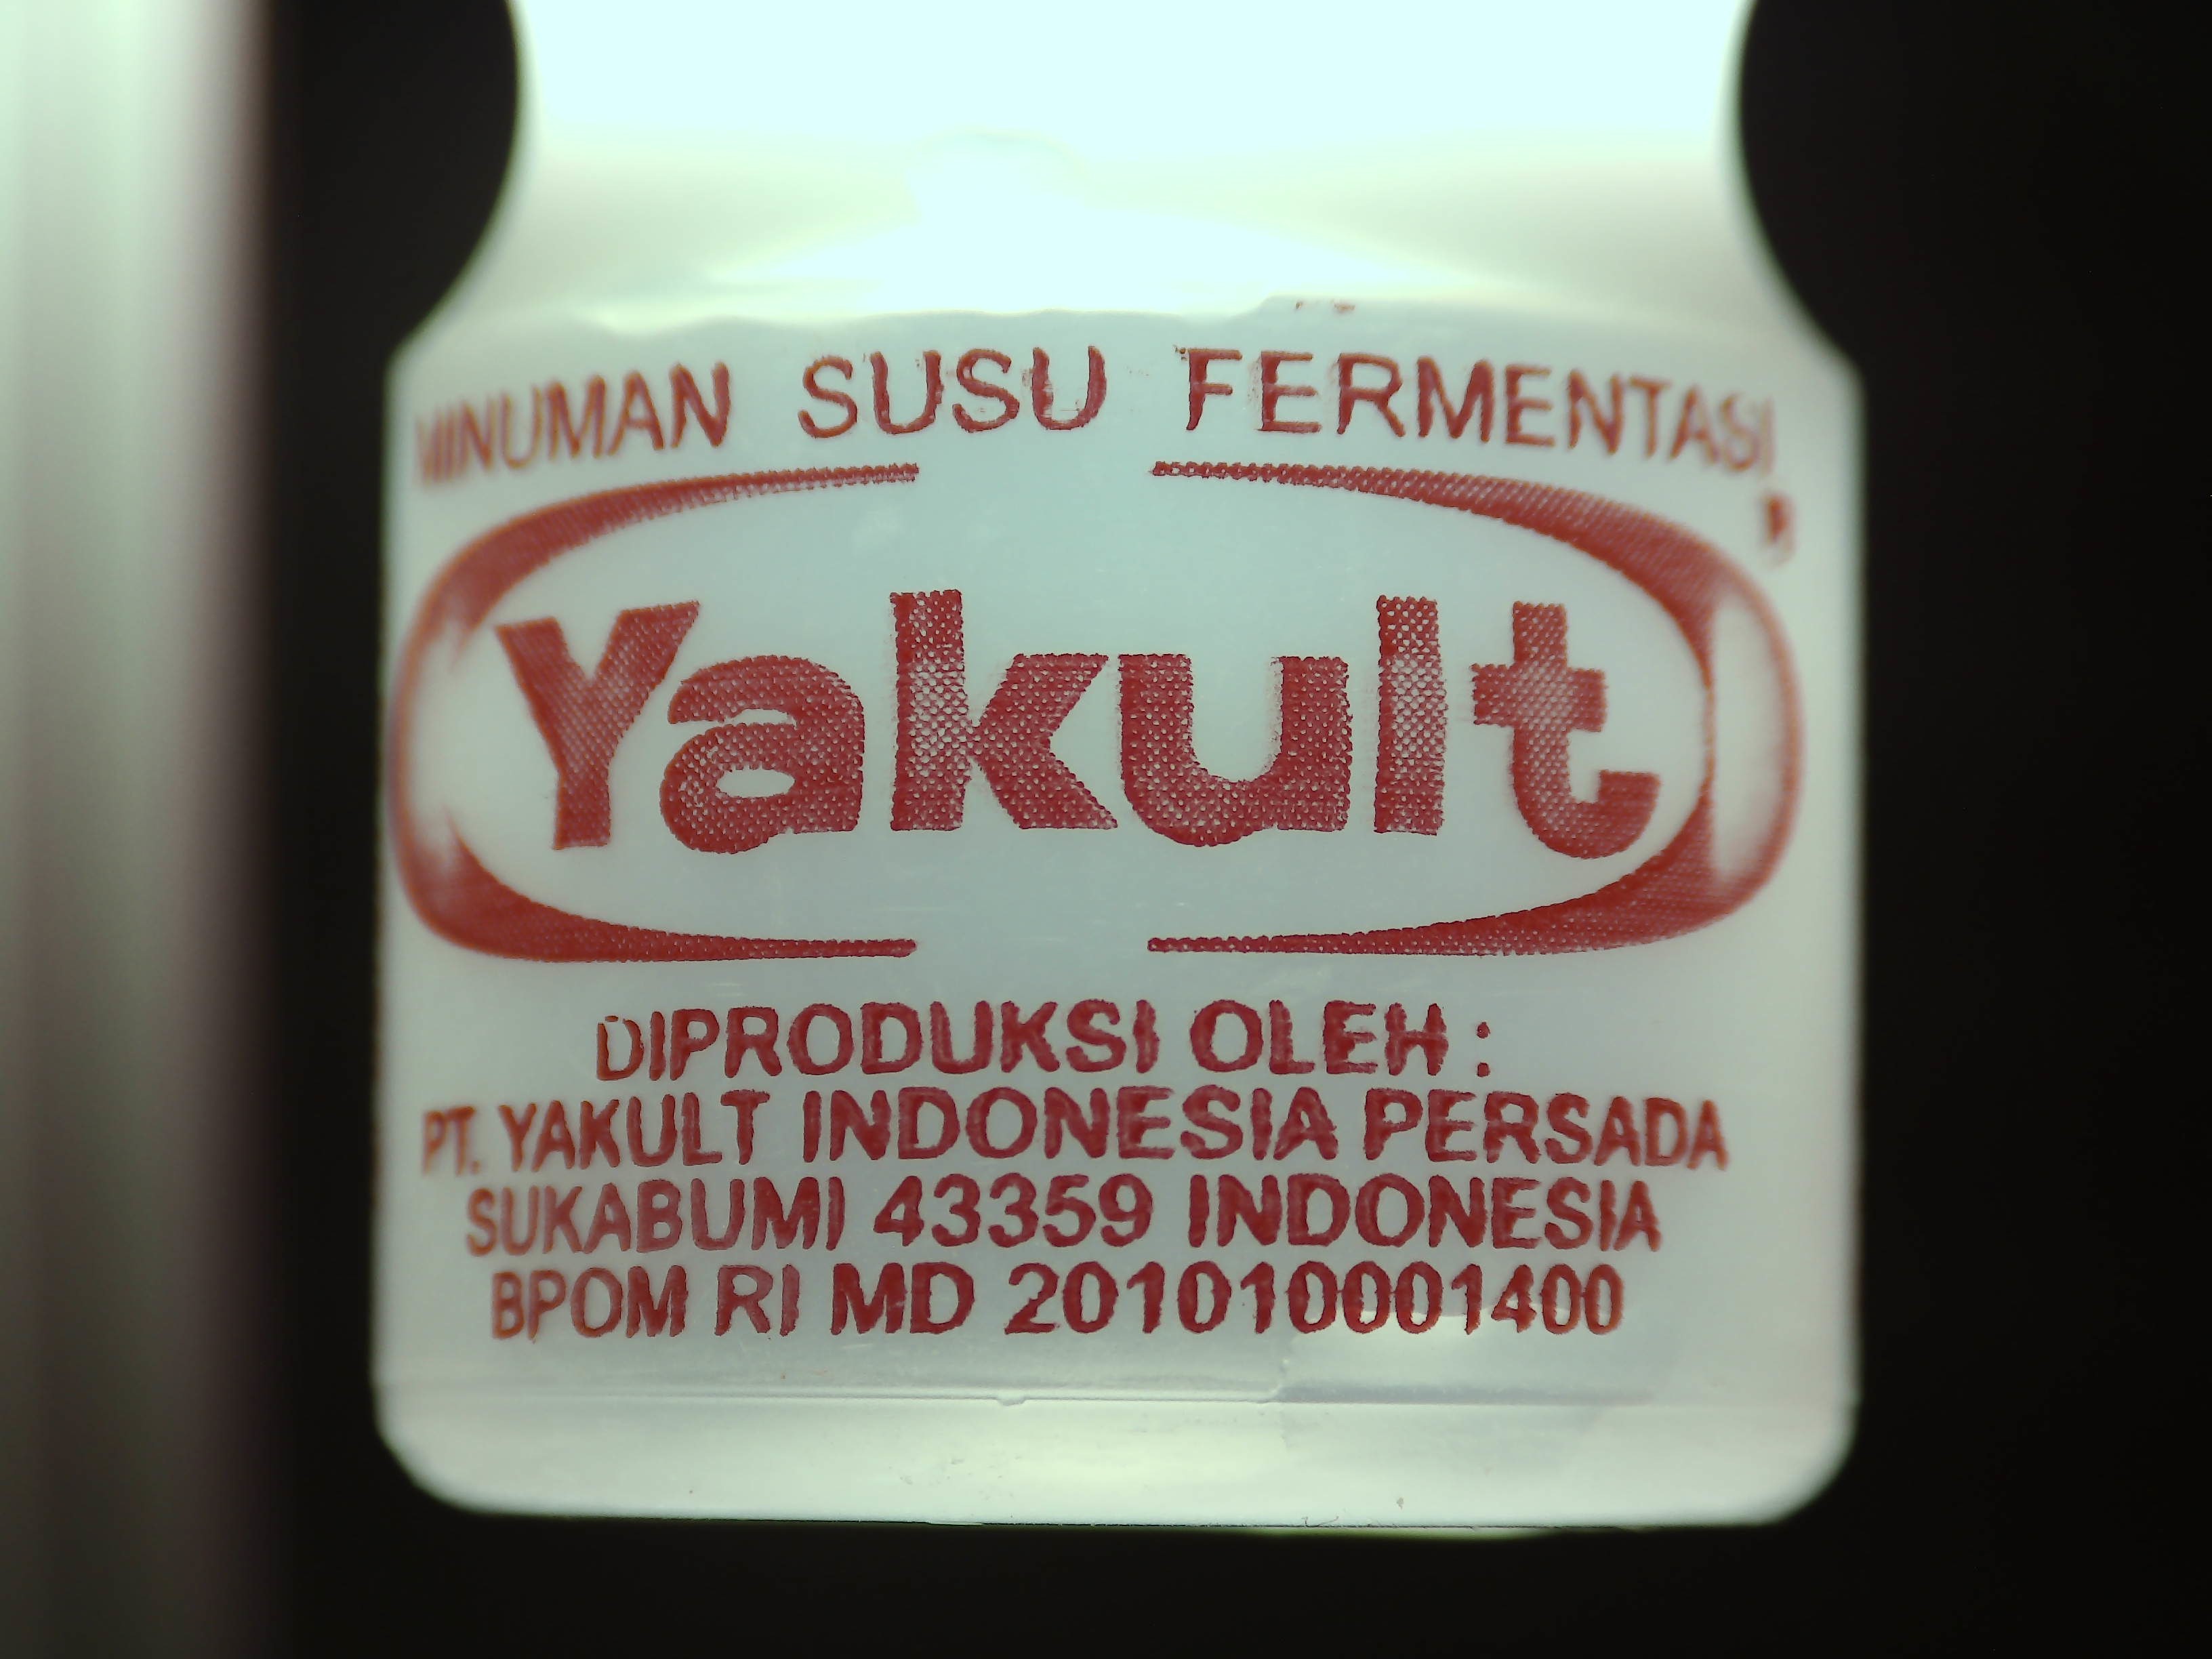 MINUMAN SUSU FERMENTASI
Yakult
DIPRODUKSI OLEH :
PT. YAKULT INDONESIA PERSADA
SUKABUMI 43359 INDONESIA
BPOM RI MD 201010001400